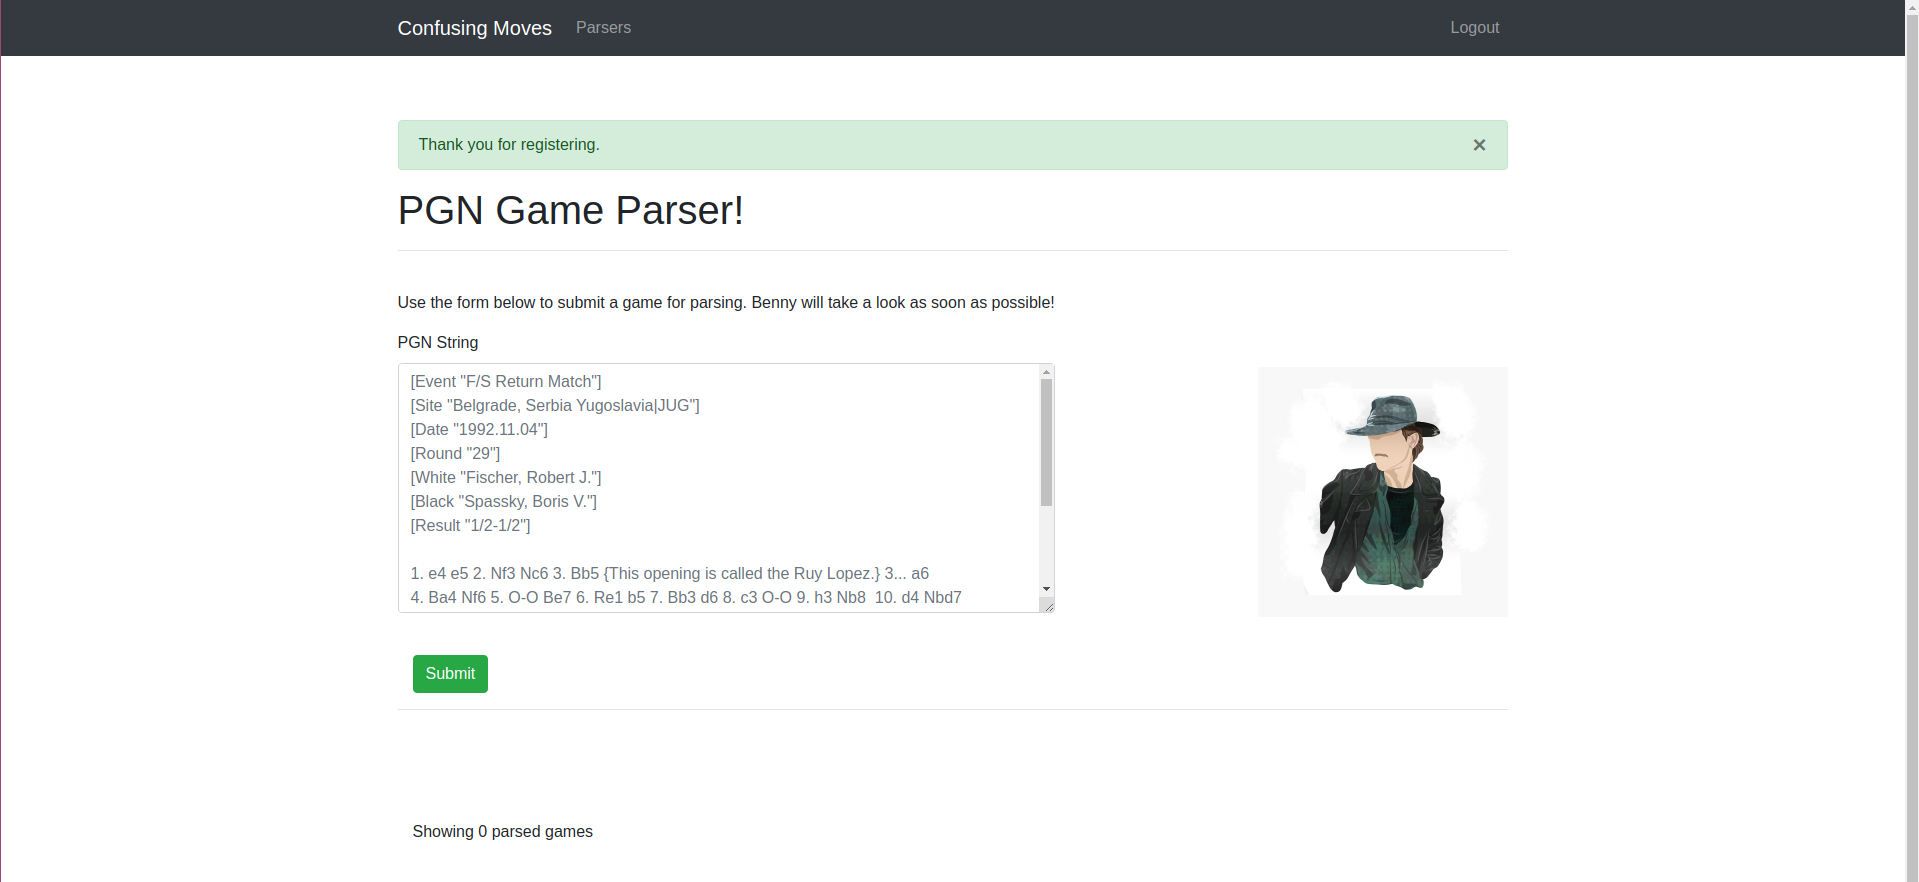 Confusing Moves Parsers Logout
Thank you for registering. ×
PGN Game Parser!
Use the form below to submit a game for parsing. Benny will take a look as soon as possible!
PGN String
[Event "F/S Return Match"]
[Site "Belgrade, Serbia Yugoslavia|JUG"]
[Date "1992.11.04"]
[Round "29"]
[White "Fischer, Robert J."]
[Black "Spassky, Boris V."]
[Result "1/2-1/2"]
1. e4 e5 2. Nf3 Nc6 3. Bb5 {This opening is called the Ruy Lopez.} 3... a6
4. Ba4 Nf6 5. O-O Be7 6. Re1 b5 7. Bb3 d6 8. c3 O-O 9. h3 Nb8  10. d4 Nbd7
Submit
Showing 0 parsed games